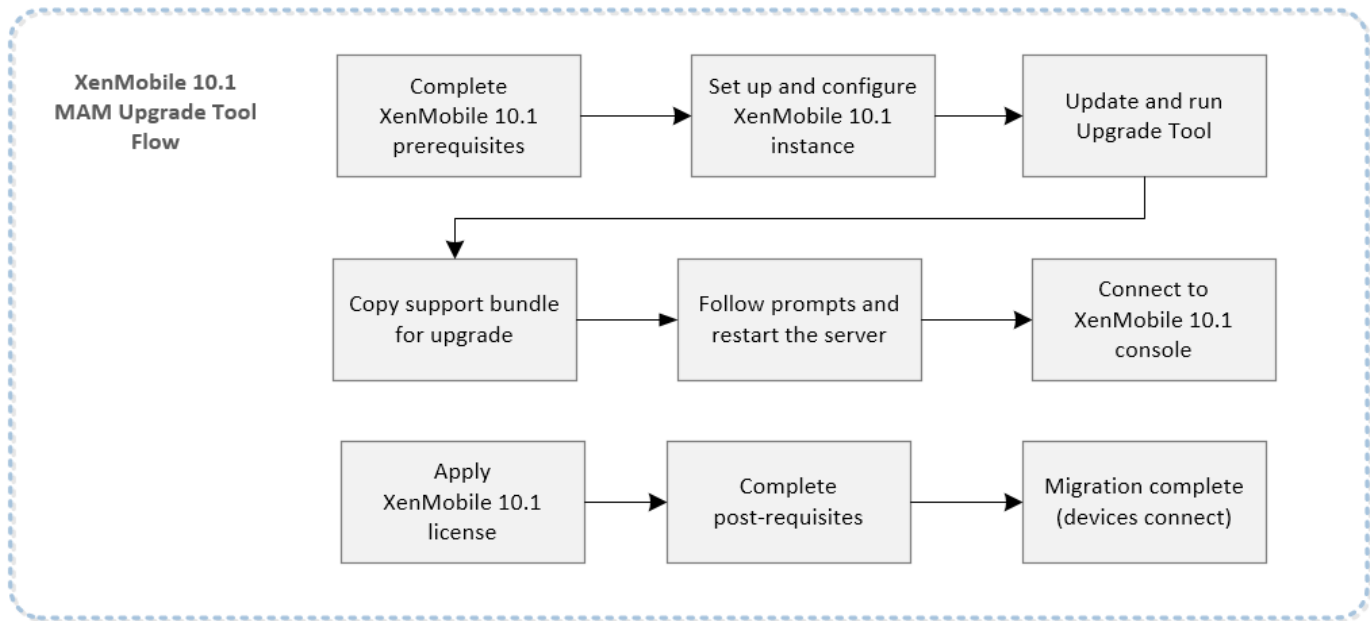 XenMobile 10.1
MAM Upgrade Tool
Flow
Complete
XenMobile 10.1
prerequisites
Set up and configure
XenMobile 10.1
instance
Update and run
Upgrade Tool
Copy support bundle
for upgrade
Follow prompts and
restart the server
Connect to
XenMobile 10.1
console
Apply
XenMobile 10.1
license
Complete
post-requisites
Migration complete
(devices connect)